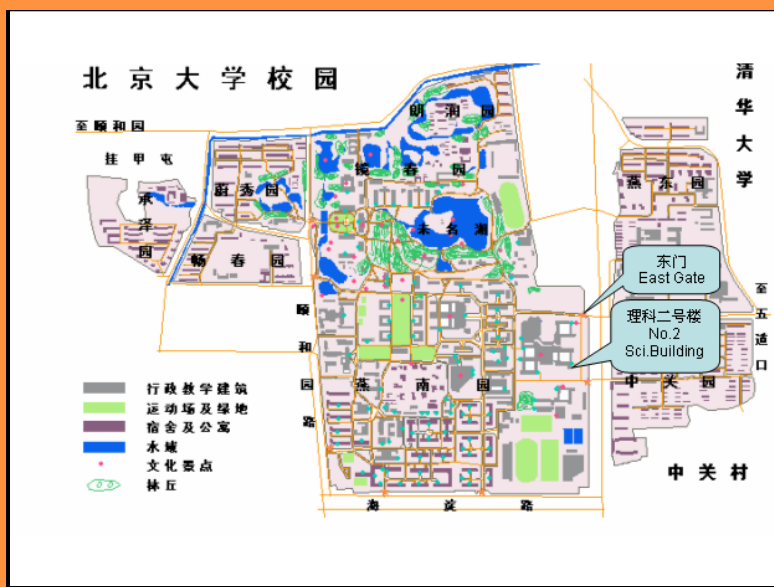 北京大学校园
清华大学
至颐和园
挂甲屯
承泽园
蔚秀园
畅春园
朗润园
镜春园
未名湖
燕东园
东门
East Gate
理科二号楼
No.2
Sci.Building
至五道口
颐和园路
燕南园
中关园
行政教学建筑
运动场及绿地
宿舍及公寓
水域
文化景点
林丘
中关村
海淀路